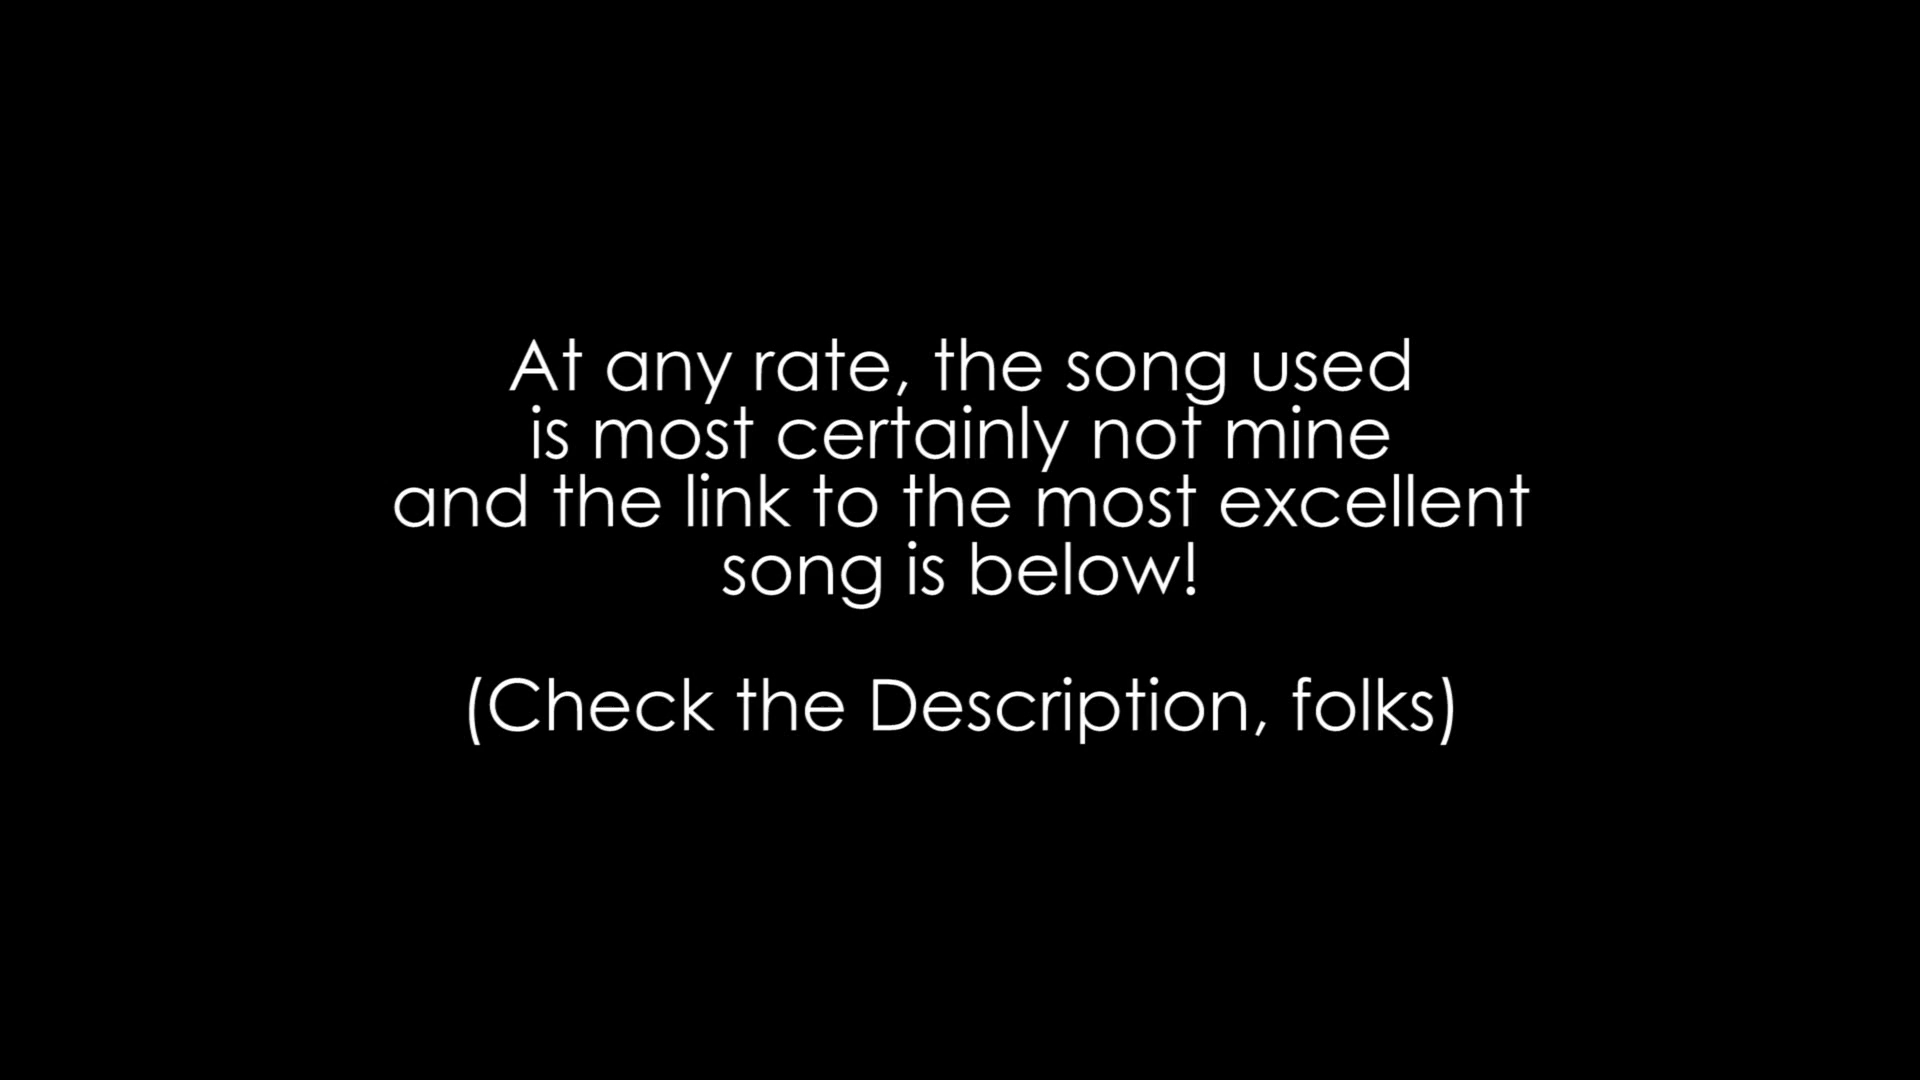 At any rate, the song used
is most certainly not mine
and the link to the most excellent
song is below!
(Check the Description, folks)